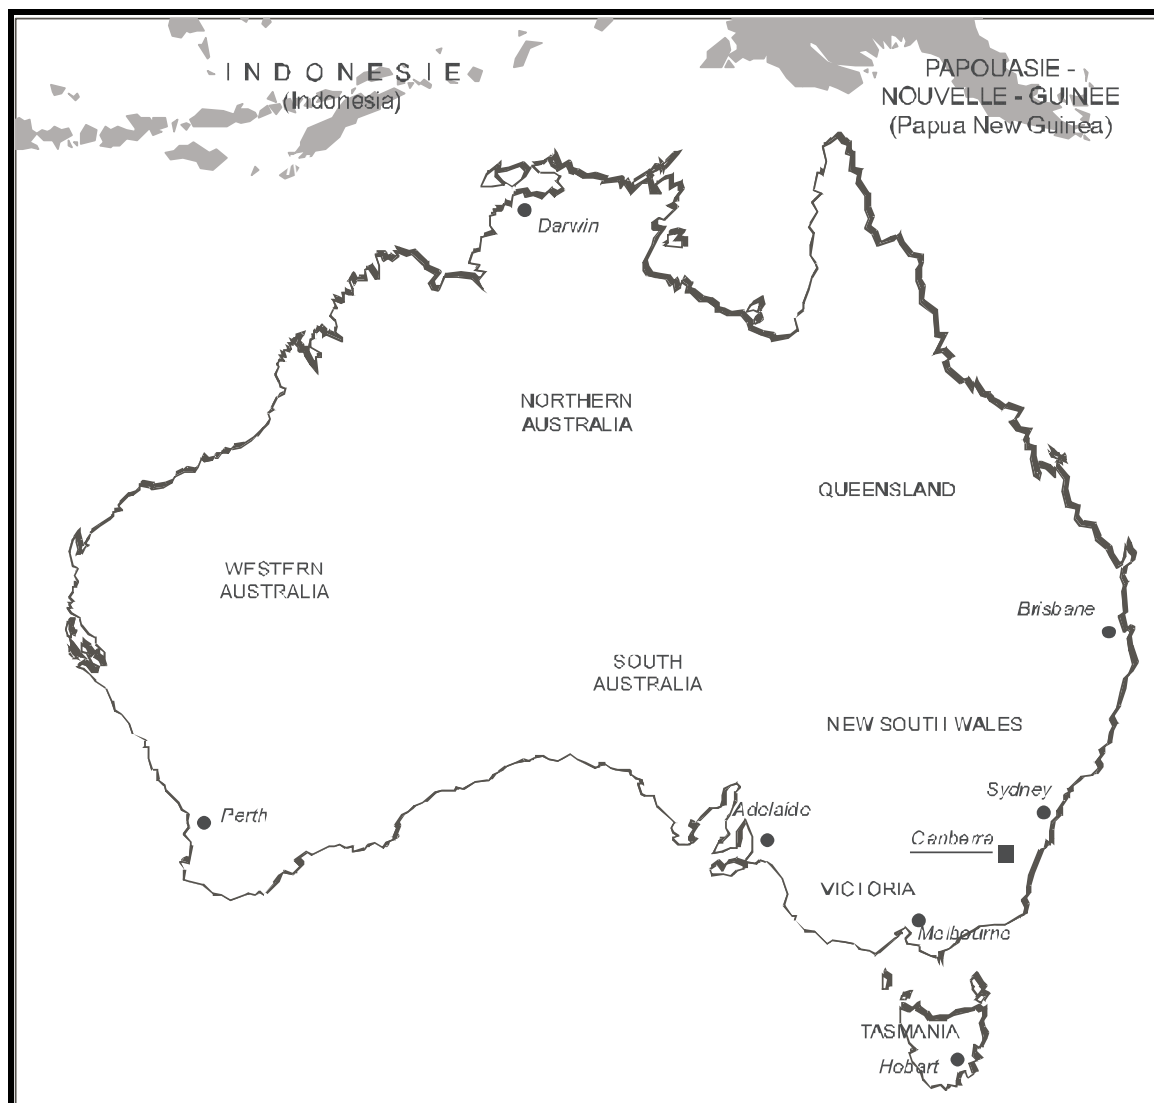 INDONESIE
(Indonesia)
PAPOUASIE -
NOUVELLE - GUINEE
(Papua New Guinea)
Darwin
NORTHERN
AUSTRALIA
QUEENSLAND
WESTERN
AUSTRALIA
Brisbane
SOUTH
AUSTRALIA
NEW SOUTH WALES
Sydney
Perth
Adelaide
Canberra
VICTORIA
Melbourne
TASMANIA
Hobart